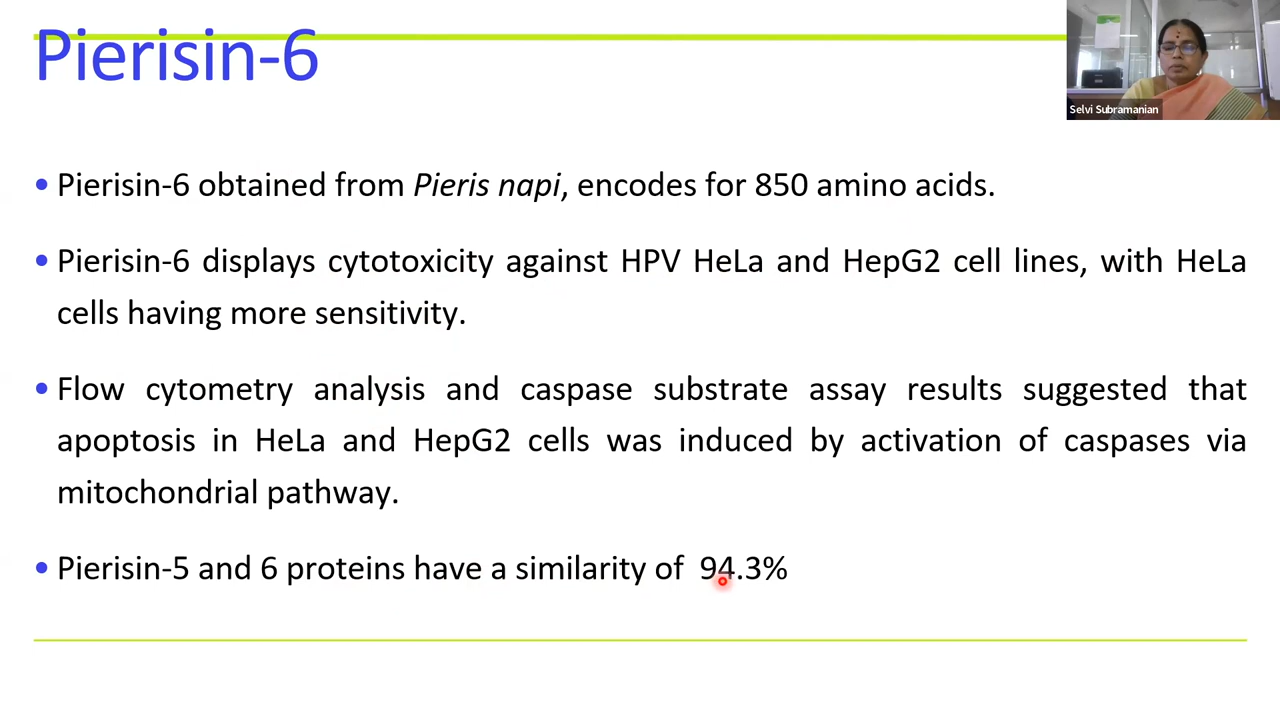 Pierisin-6
Selvi Subramanian
• Pierisin-6 obtained from Pieris napi, encodes for 850 amino acids.
• Pierisin-6 displays cytotoxicity against HPV HeLa and HepG2 cell lines, with HeLa
cells having more sensitivity.
• Flow cytometry analysis and caspase substrate assay results suggested that
apoptosis in HeLa and HepG2 cells was induced by activation of caspases via
mitochondrial pathway.
• Pierisin-5 and 6 proteins have a similarity of 94.3%